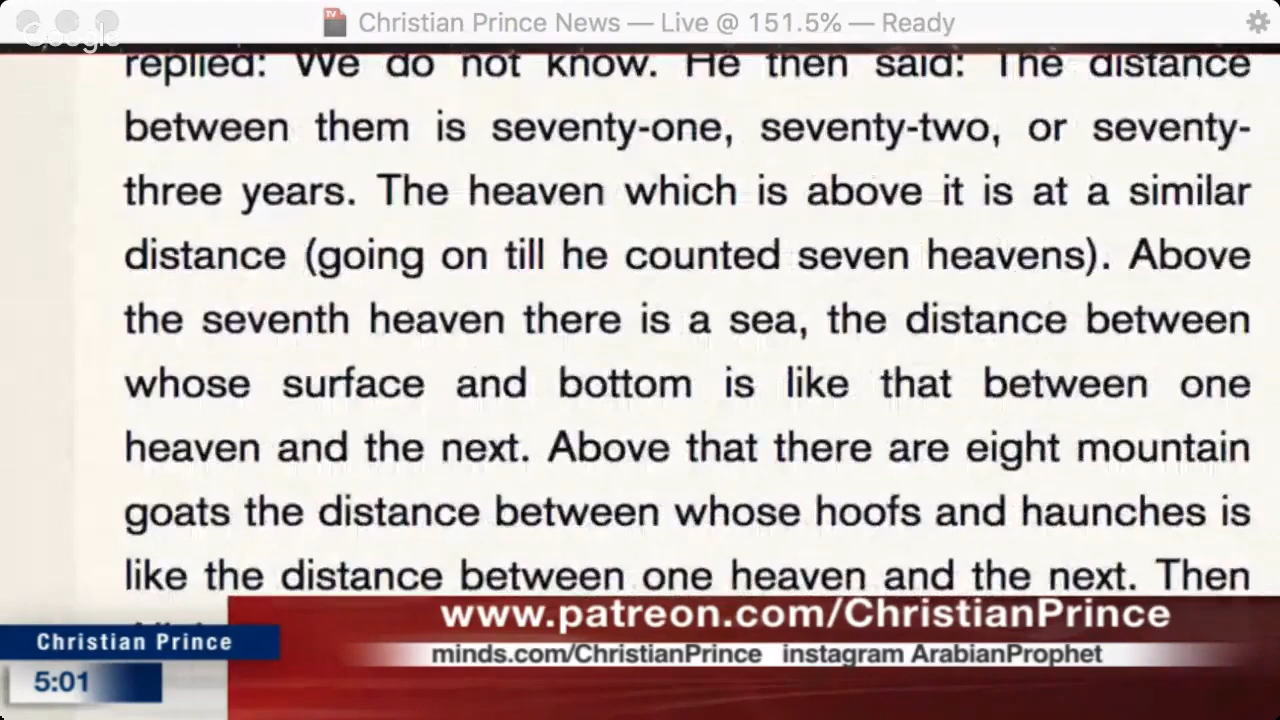 Christian Prince News — Live @ 151.5% — Ready
Google
replied: We do not know. He then said: The distance
between them is seventy-one, seventy-two, or seventy-
three years. The heaven which is above it is at a similar
distance (going on till he counted seven heavens). Above
the seventh heaven there is a sea, the distance between
whose surface and bottom is like that between one
heaven and the next. Above that there are eight mountain
goats the distance between whose hoofs and haunches is
like the distance between one heaven and the next. Then
www.patreon.com/ChristianPrince
Christian Prince
minds.com/ChristianPrince instagram ArabianProphet
5:01